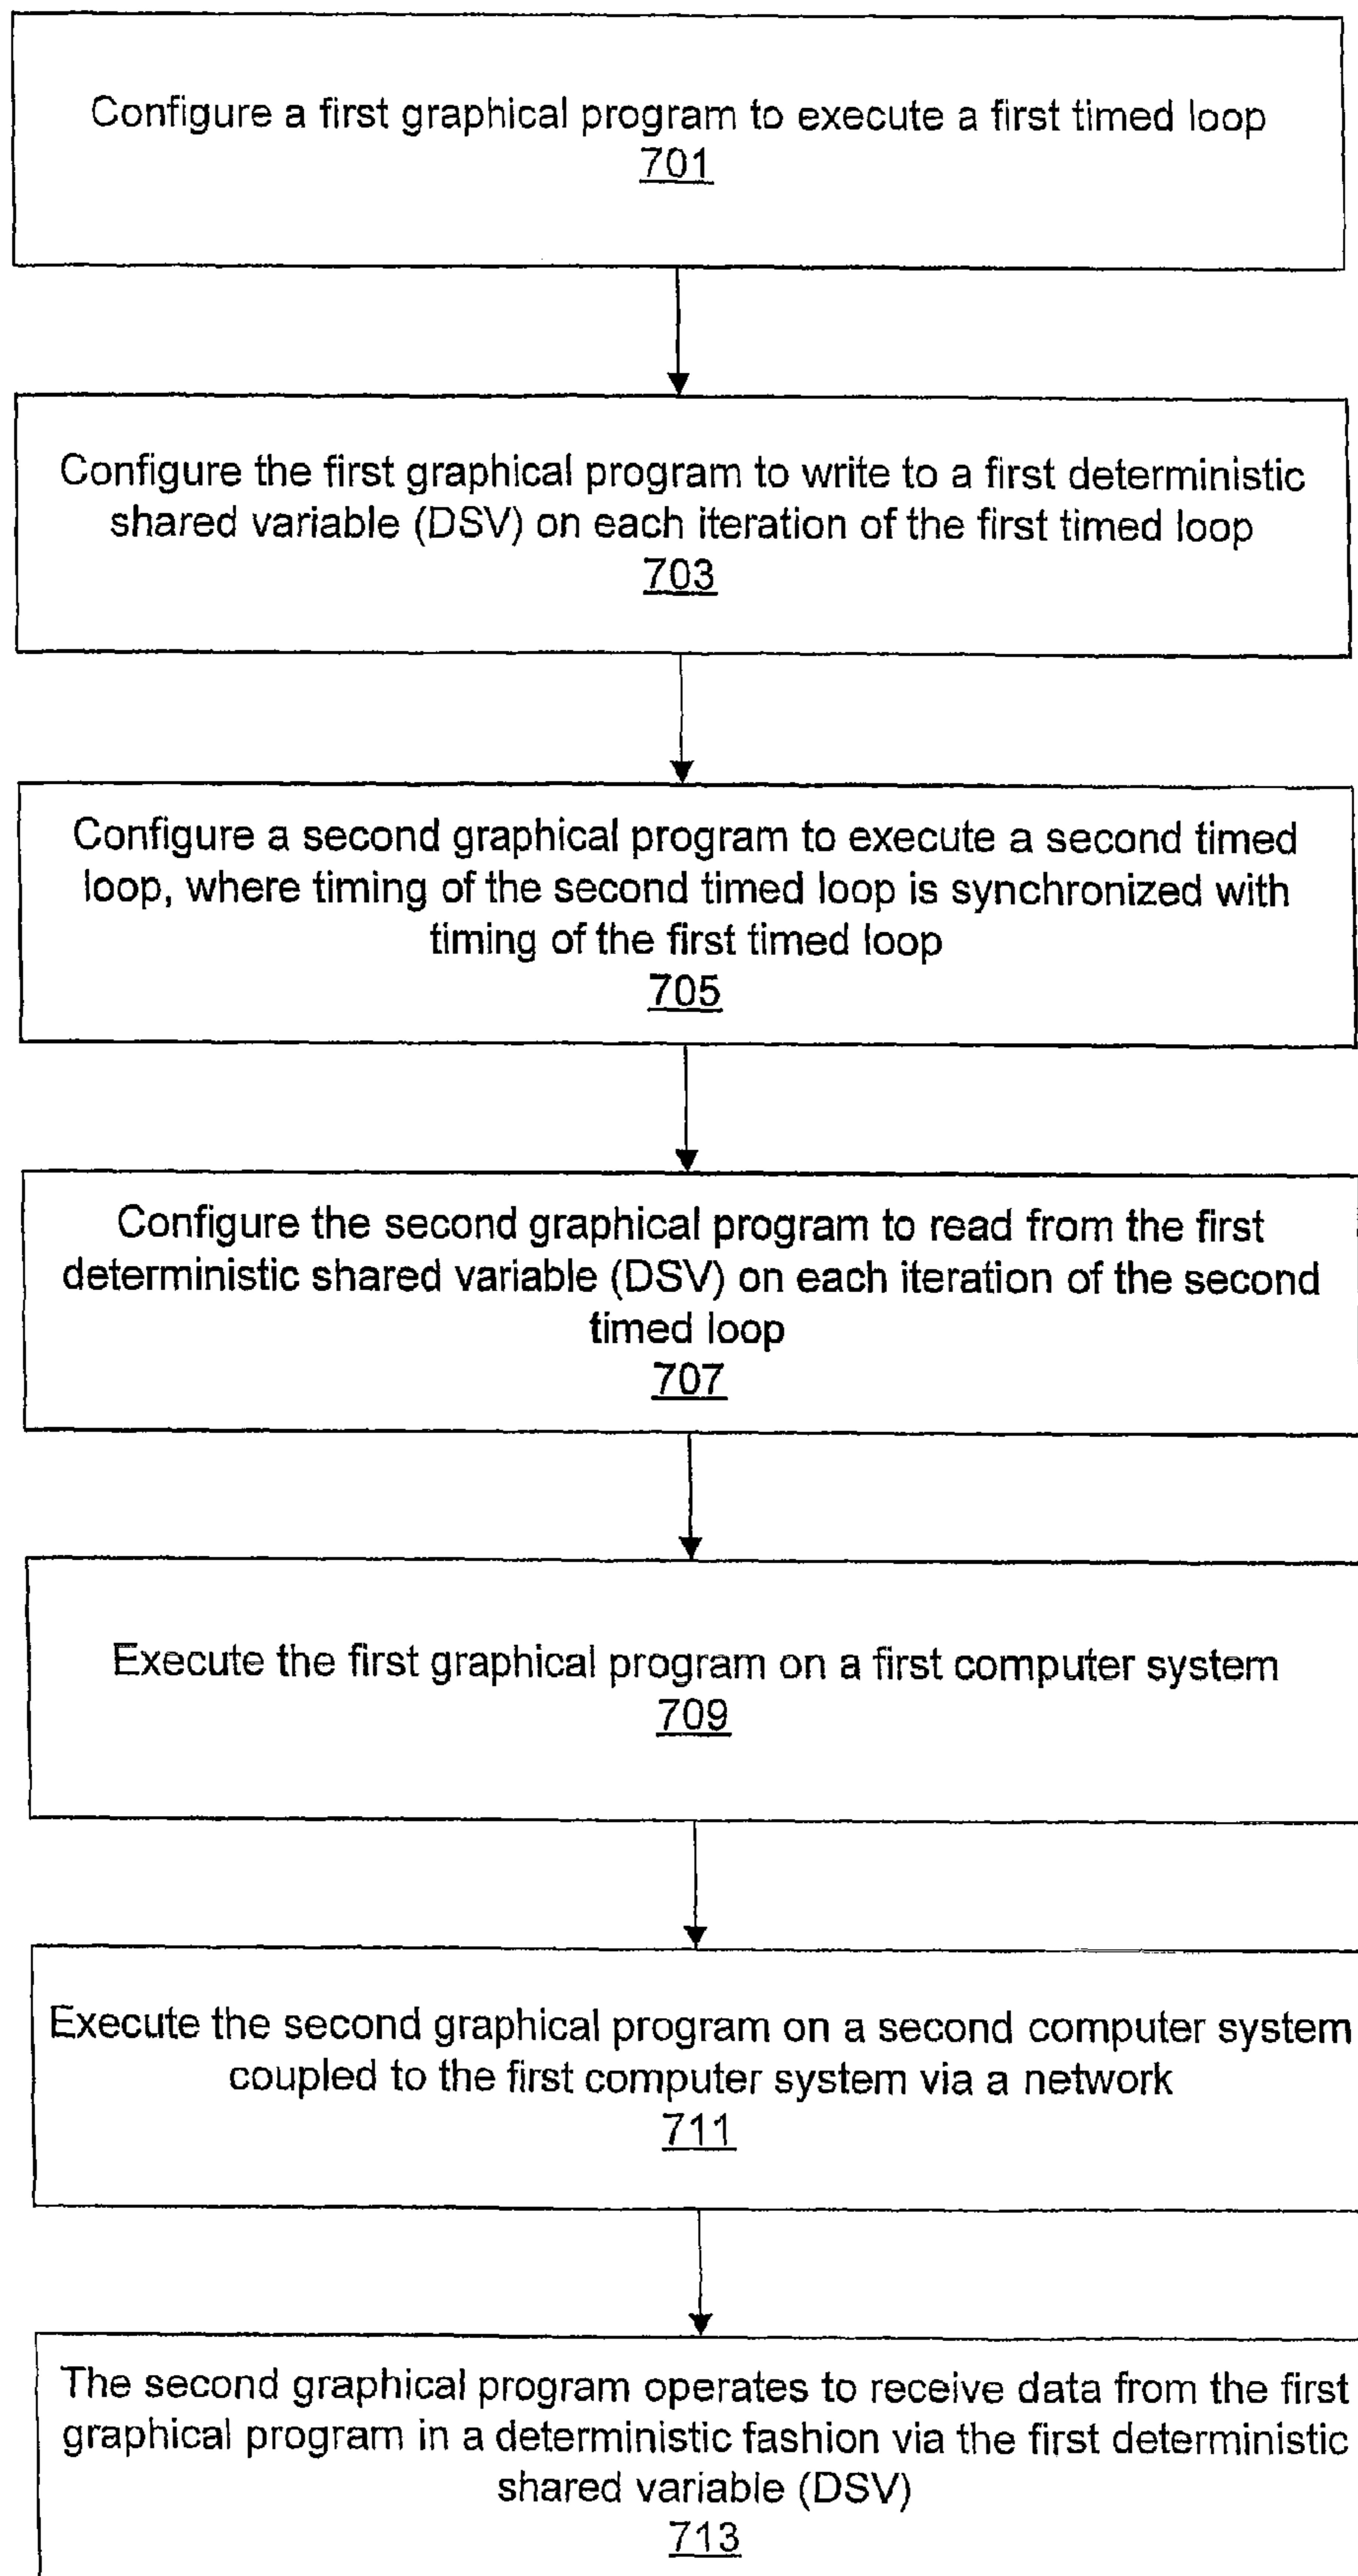 Configure a first graphical program to execute a first timed loop
701
Configure the first graphical program to write to a first deterministic
shared variable (DSV) on each iteration of the first timed loop
703
Configure a second graphical program to execute a second timed
loop, where timing of the second timed loop is synchronized with
timing of the first timed loop
705
Configure the second graphical program to read from the first
deterministic shared variable (DSV) on each iteration of the second
timed loop
707
Execute the first graphical program on a first computer system
709
Execute the second graphical program on a second computer system
coupled to the first computer system via a network
711
The second graphical program operates to receive data from the first
graphical program in a deterministic fashion via the first deterministic
shared variable (DSV)
713